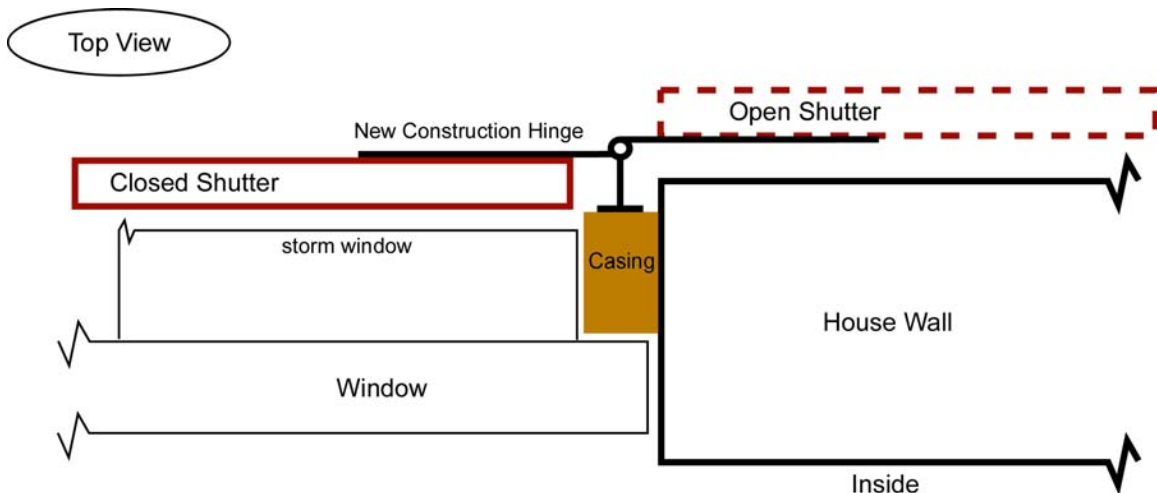 Top View
Open Shutter
New Construction Hinge
Closed Shutter
storm window
Casing
House Wall
Window
Inside